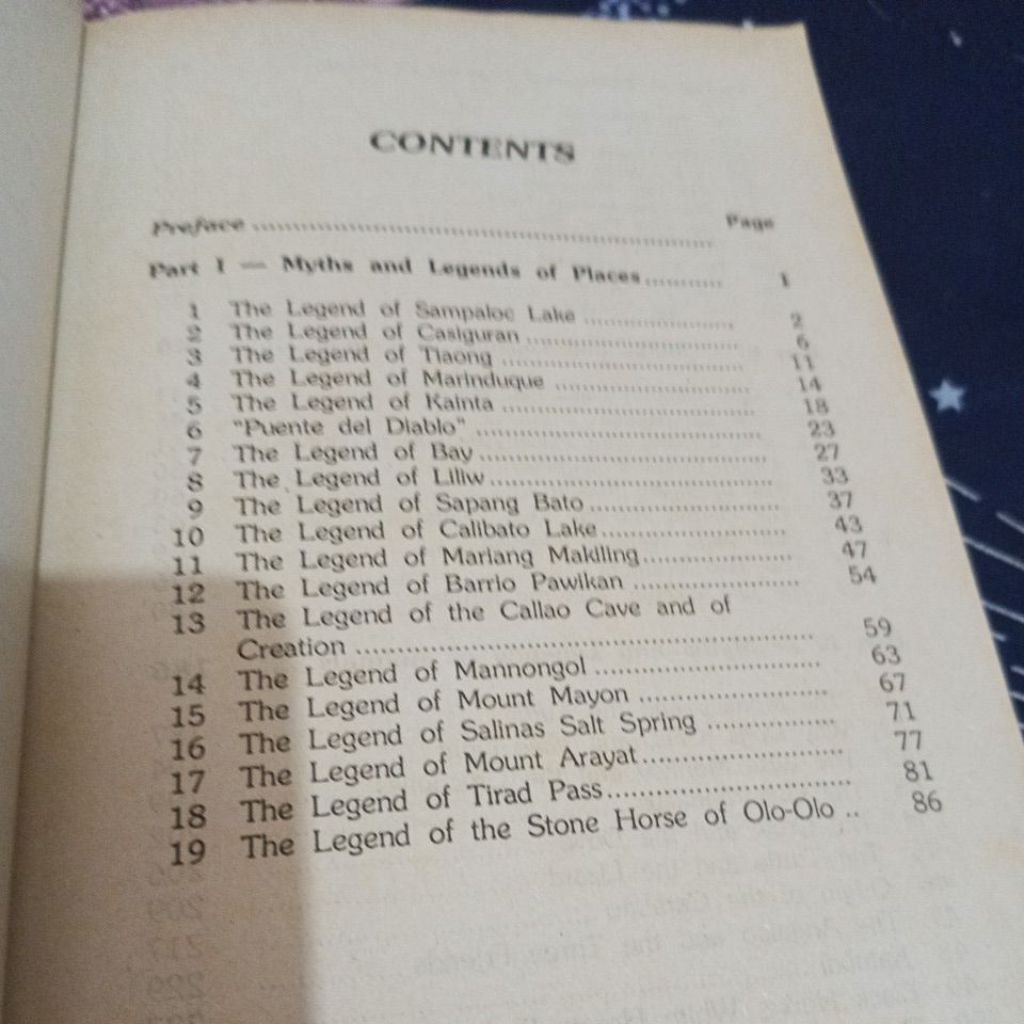 CONTENTS
Page
Preface ........................................................
Part I — Myths and Legends of Places........... 1
1 The Legend of Sampaloc Lake .................... 2
2 The Legend of Casiguran ............................ 6
3 The Legend of Tiaong ................................ 11
4 The Legend of Marinduque ......................... 14
5 The Legend of Kainta ................................. 18
6 "Puente del Diablo" .................................... 23
7 The Legend of Bay ..................................... 27
8 The Legend of Liliw ..................................... 33
9 The Legend of Sapang Bato ......................... 37
10 The Legend of Calibato Lake........................ 43
11 The Legend of Mariang Makiling................... 47
12 The Legend of Barrio Pawikan ..................... 54
13 The Legend of the Callao Cave and of
Creation ...................................................... 59
14 The Legend of Mannongol ........................... 63
15 The Legend of Mount Mayon ...................... 67
16 The Legend of Salinas Salt Spring ............... 71
17 The Legend of Mount Arayat........................ 77
18 The Legend of Tirad Pass............................. 81
19 The Legend of the Stone Horse of Olo-Olo .. 86